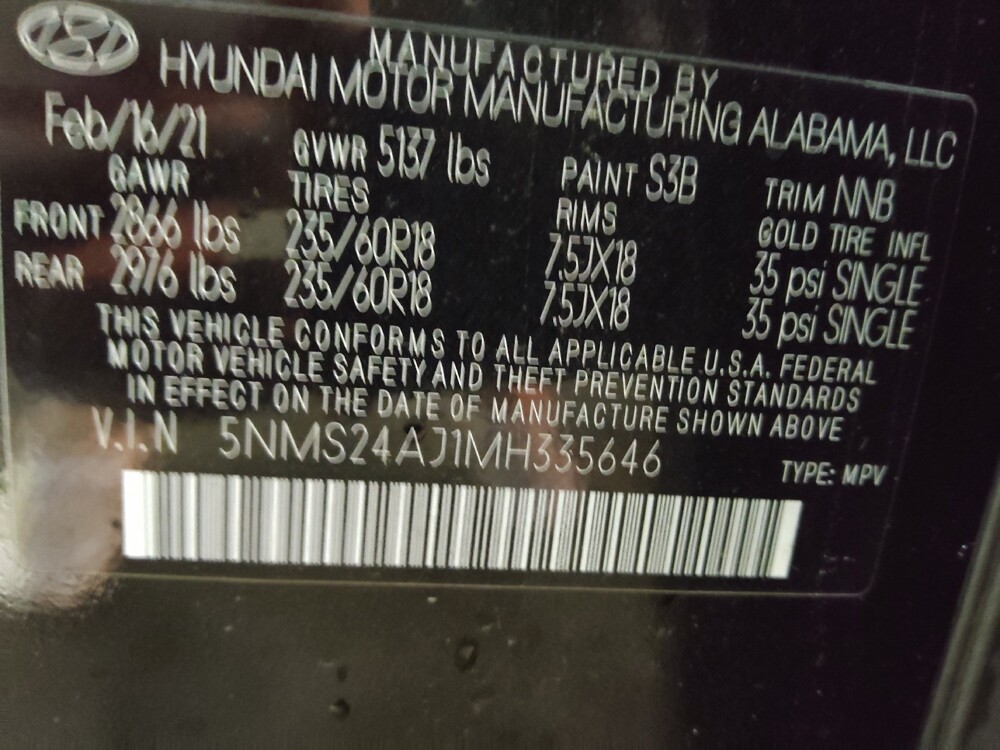 MANUFACTURED BY
HYUNDAI MOTOR MANUFACTURING ALABAMA, LLC
Feb/16/21 GVWR 5137 lbs PAINT S3B TRIM NNB
GAWR TIRES RIMS COLD TIRE INFL
FRONT 2866 lbs 235/60R18 7.5JX18 35 psi SINGLE
REAR 2976 lbs 235/60R18 7.5JX18 35 psi SINGLE
THIS VEHICLE CONFORMS TO ALL APPLICABLE U.S.A. FEDERAL
MOTOR VEHICLE SAFETY AND THEFT PREVENTION STANDARDS
IN EFFECT ON THE DATE OF MANUFACTURE SHOWN ABOVE
V.I.N 5NMS24AJ1MH335646 TYPE: MPV